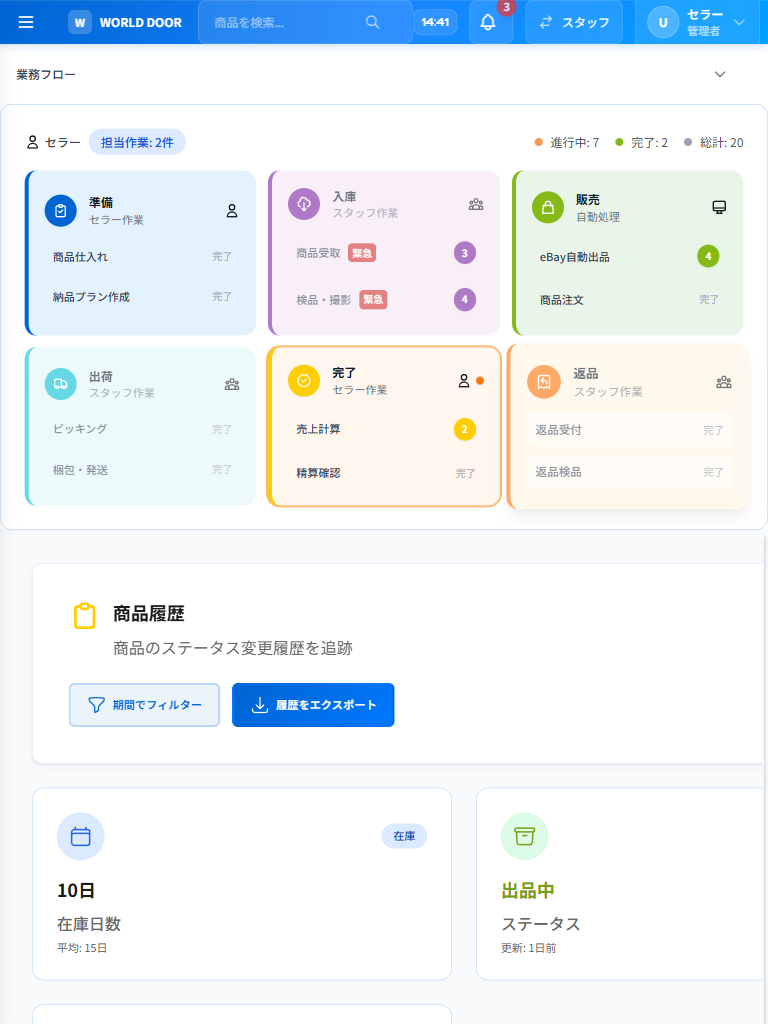 W WORLD DOOR 商品を検索... 14:41 3 スタッフ U セラー
管理者
業務フロー
セラー 担当作業: 2件 進行中: 7 完了: 2 総計: 20
準備
セラー作業
商品仕入れ 完了
納品プラン作成 完了
入庫
スタッフ作業
商品受取 緊急 3
検品・撮影 緊急 4
販売
自動処理
eBay自動出品 4
商品注文 完了
出荷
スタッフ作業
ピッキング 完了
梱包・発送 完了
完了
セラー作業
売上計算 2
精算確認 完了
返品
スタッフ作業
返品受付 完了
返品検品 完了
商品履歴
商品のステータス変更履歴を追跡
期間でフィルター 履歴をエクスポート
在庫
10日
在庫日数
平均: 15日
出品中
ステータス
更新: 1日前